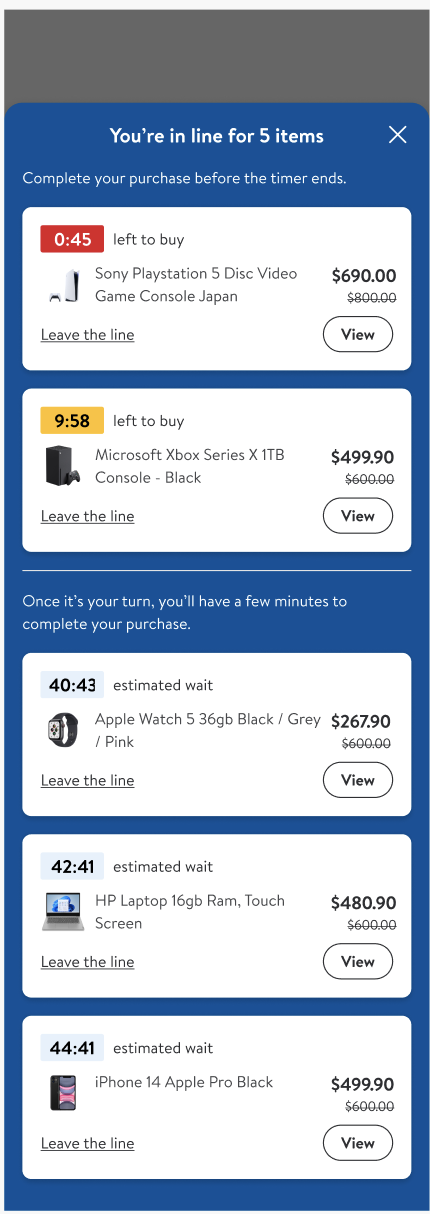 You’re in line for 5 items
Complete your purchase before the timer ends.
0:45 left to buy
Sony Playstation 5 Disc Video
Game Console Japan
$690.00
$800.00
Leave the line
View
9:58 left to buy
Microsoft Xbox Series X 1TB
Console - Black
$499.90
$600.00
Leave the line
View
Once it’s your turn, you’ll have a few minutes to
complete your purchase.
40:43 estimated wait
Apple Watch 5 36gb Black / Grey
/ Pink
$267.90
$600.00
Leave the line
View
42:41 estimated wait
HP Laptop 16gb Ram, Touch
Screen
$480.90
$600.00
Leave the line
View
44:41 estimated wait
iPhone 14 Apple Pro Black
$499.90
$600.00
Leave the line
View